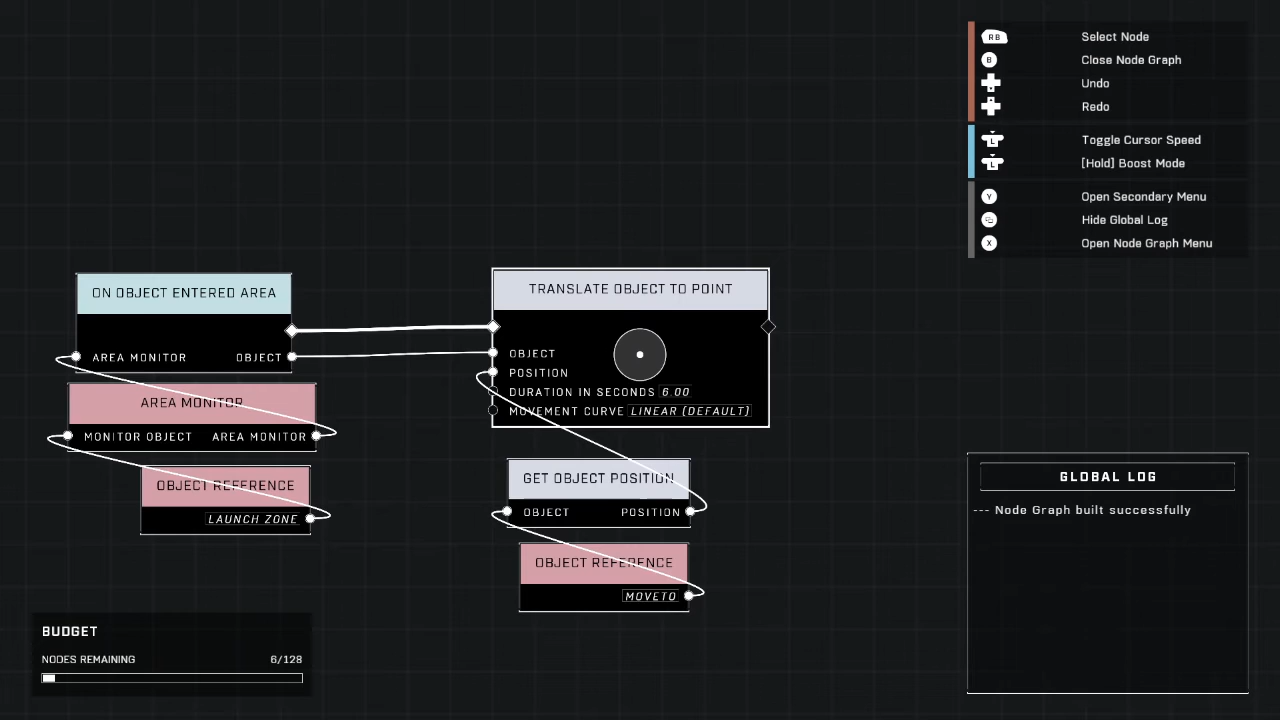 RB Select Node
B Close Node Graph
Undo
Redo
L Toggle Cursor Speed
L [Hold] Boost Mode
Y Open Secondary Menu
Hide Global Log
X Open Node Graph Menu
ON OBJECT ENTERED AREA
AREA MONITOR OBJECT
AREA MONITOR
MONITOR OBJECT AREA MONITOR
OBJECT REFERENCE
LAUNCH ZONE
TRANSLATE OBJECT TO POINT
OBJECT
POSITION
DURATION IN SECONDS 6.00
MOVEMENT CURVE LINEAR (DEFAULT)
GET OBJECT POSITION
OBJECT POSITION
OBJECT REFERENCE
MOVETO
GLOBAL LOG
--- Node Graph built successfully
BUDGET
NODES REMAINING 6/128